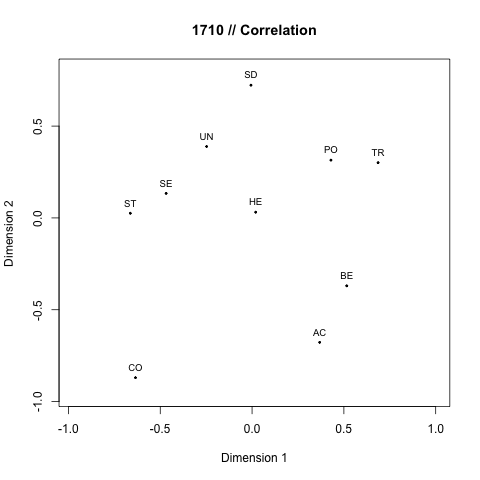 1710 // Correlation
SD
UN
PO
TR
SE
ST
HE
BE
AC
CO
Dimension 2
-1.0
-0.5
0.0
0.5
-1.0
-0.5
0.0
0.5
1.0
Dimension 1